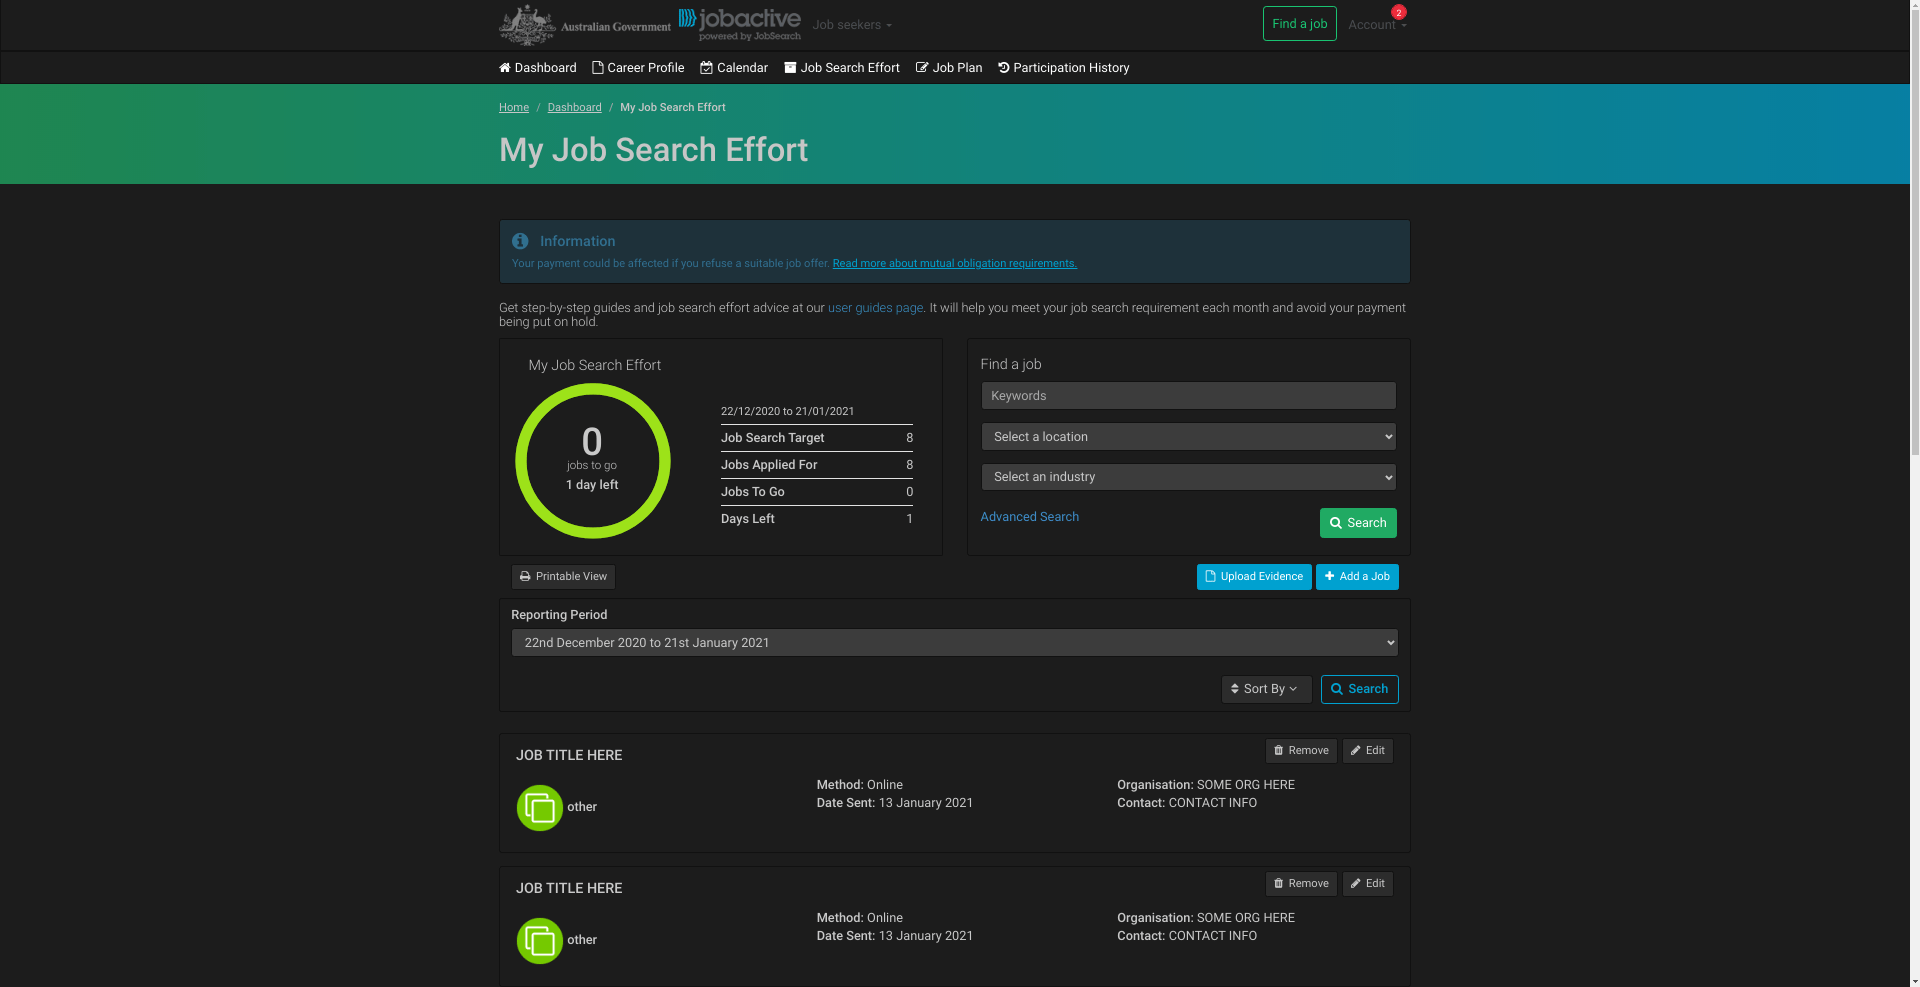 Australian Government
jobactive
powered by JobSearch
Job seekers
Find a job
Account
2
Dashboard
Career Profile
Calendar
Job Search Effort
Job Plan
Participation History
Home / Dashboard / My Job Search Effort
My Job Search Effort
Information
Your payment could be affected if you refuse a suitable job offer. Read more about mutual obligation requirements.
Get step-by-step guides and job search effort advice at our user guides page. It will help you meet your job search requirement each month and avoid your payment
being put on hold.
My Job Search Effort
0
jobs to go
1 day left
22/12/2020 to 21/01/2021
Job Search Target 8
Jobs Applied For 8
Jobs To Go 0
Days Left 1
Find a job
Keywords
Select a location
Select an industry
Advanced Search
Search
Printable View
Upload Evidence
Add a Job
Reporting Period
22nd December 2020 to 21st January 2021
Sort By
Search
JOB TITLE HERE
Remove
Edit
other
Method: Online
Date Sent: 13 January 2021
Organisation: SOME ORG HERE
Contact: CONTACT INFO
JOB TITLE HERE
Remove
Edit
other
Method: Online
Date Sent: 13 January 2021
Organisation: SOME ORG HERE
Contact: CONTACT INFO